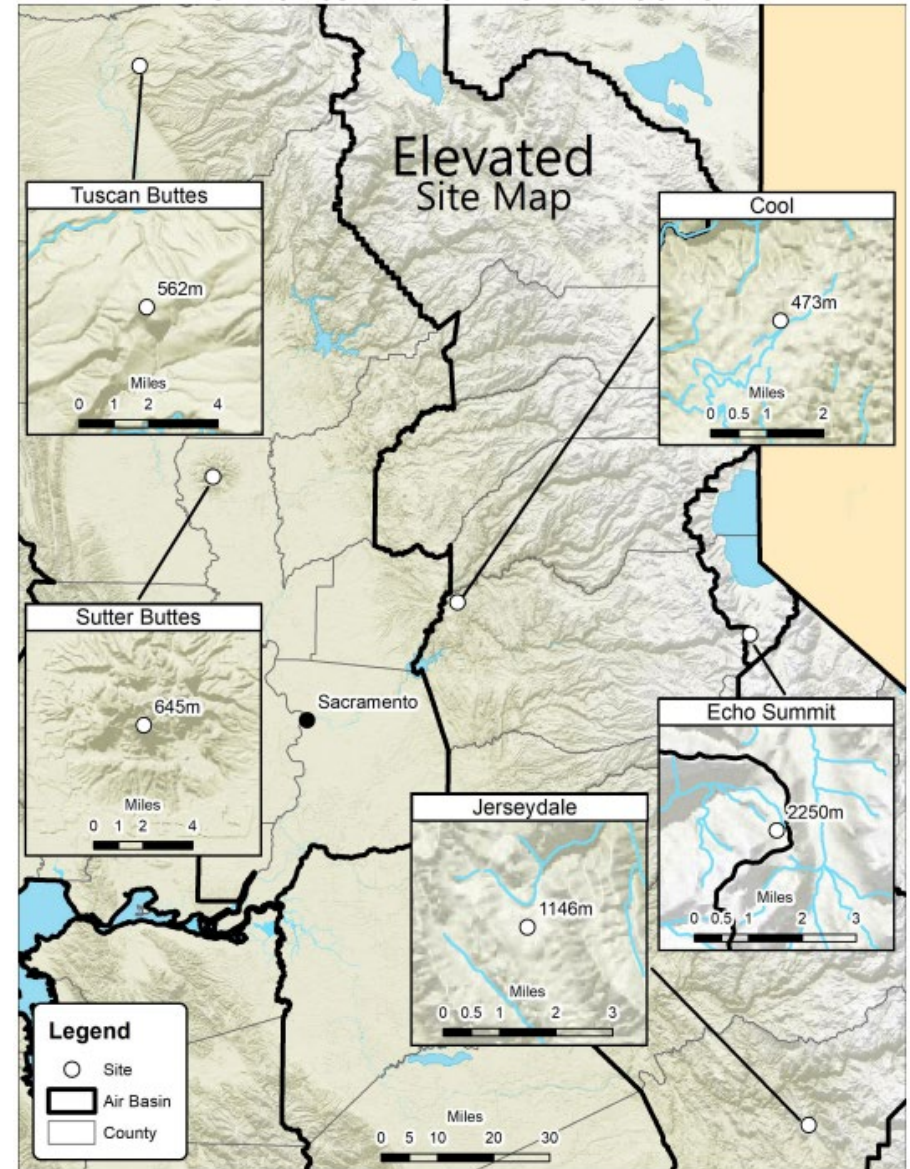 Elevated
Site Map
Tuscan Buttes
562m
Miles
0 1 2 4
Cool
473m
Miles
0 0.5 1 2
Sutter Buttes
645m
Miles
0 1 2 4
Sacramento
Echo Summit
2250m
Miles
0 0.5 1 2 3
Jerseydale
1146m
Miles
0 0.5 1 2 3
Legend
Site
Air Basin
County
Miles
0 5 10 20 30